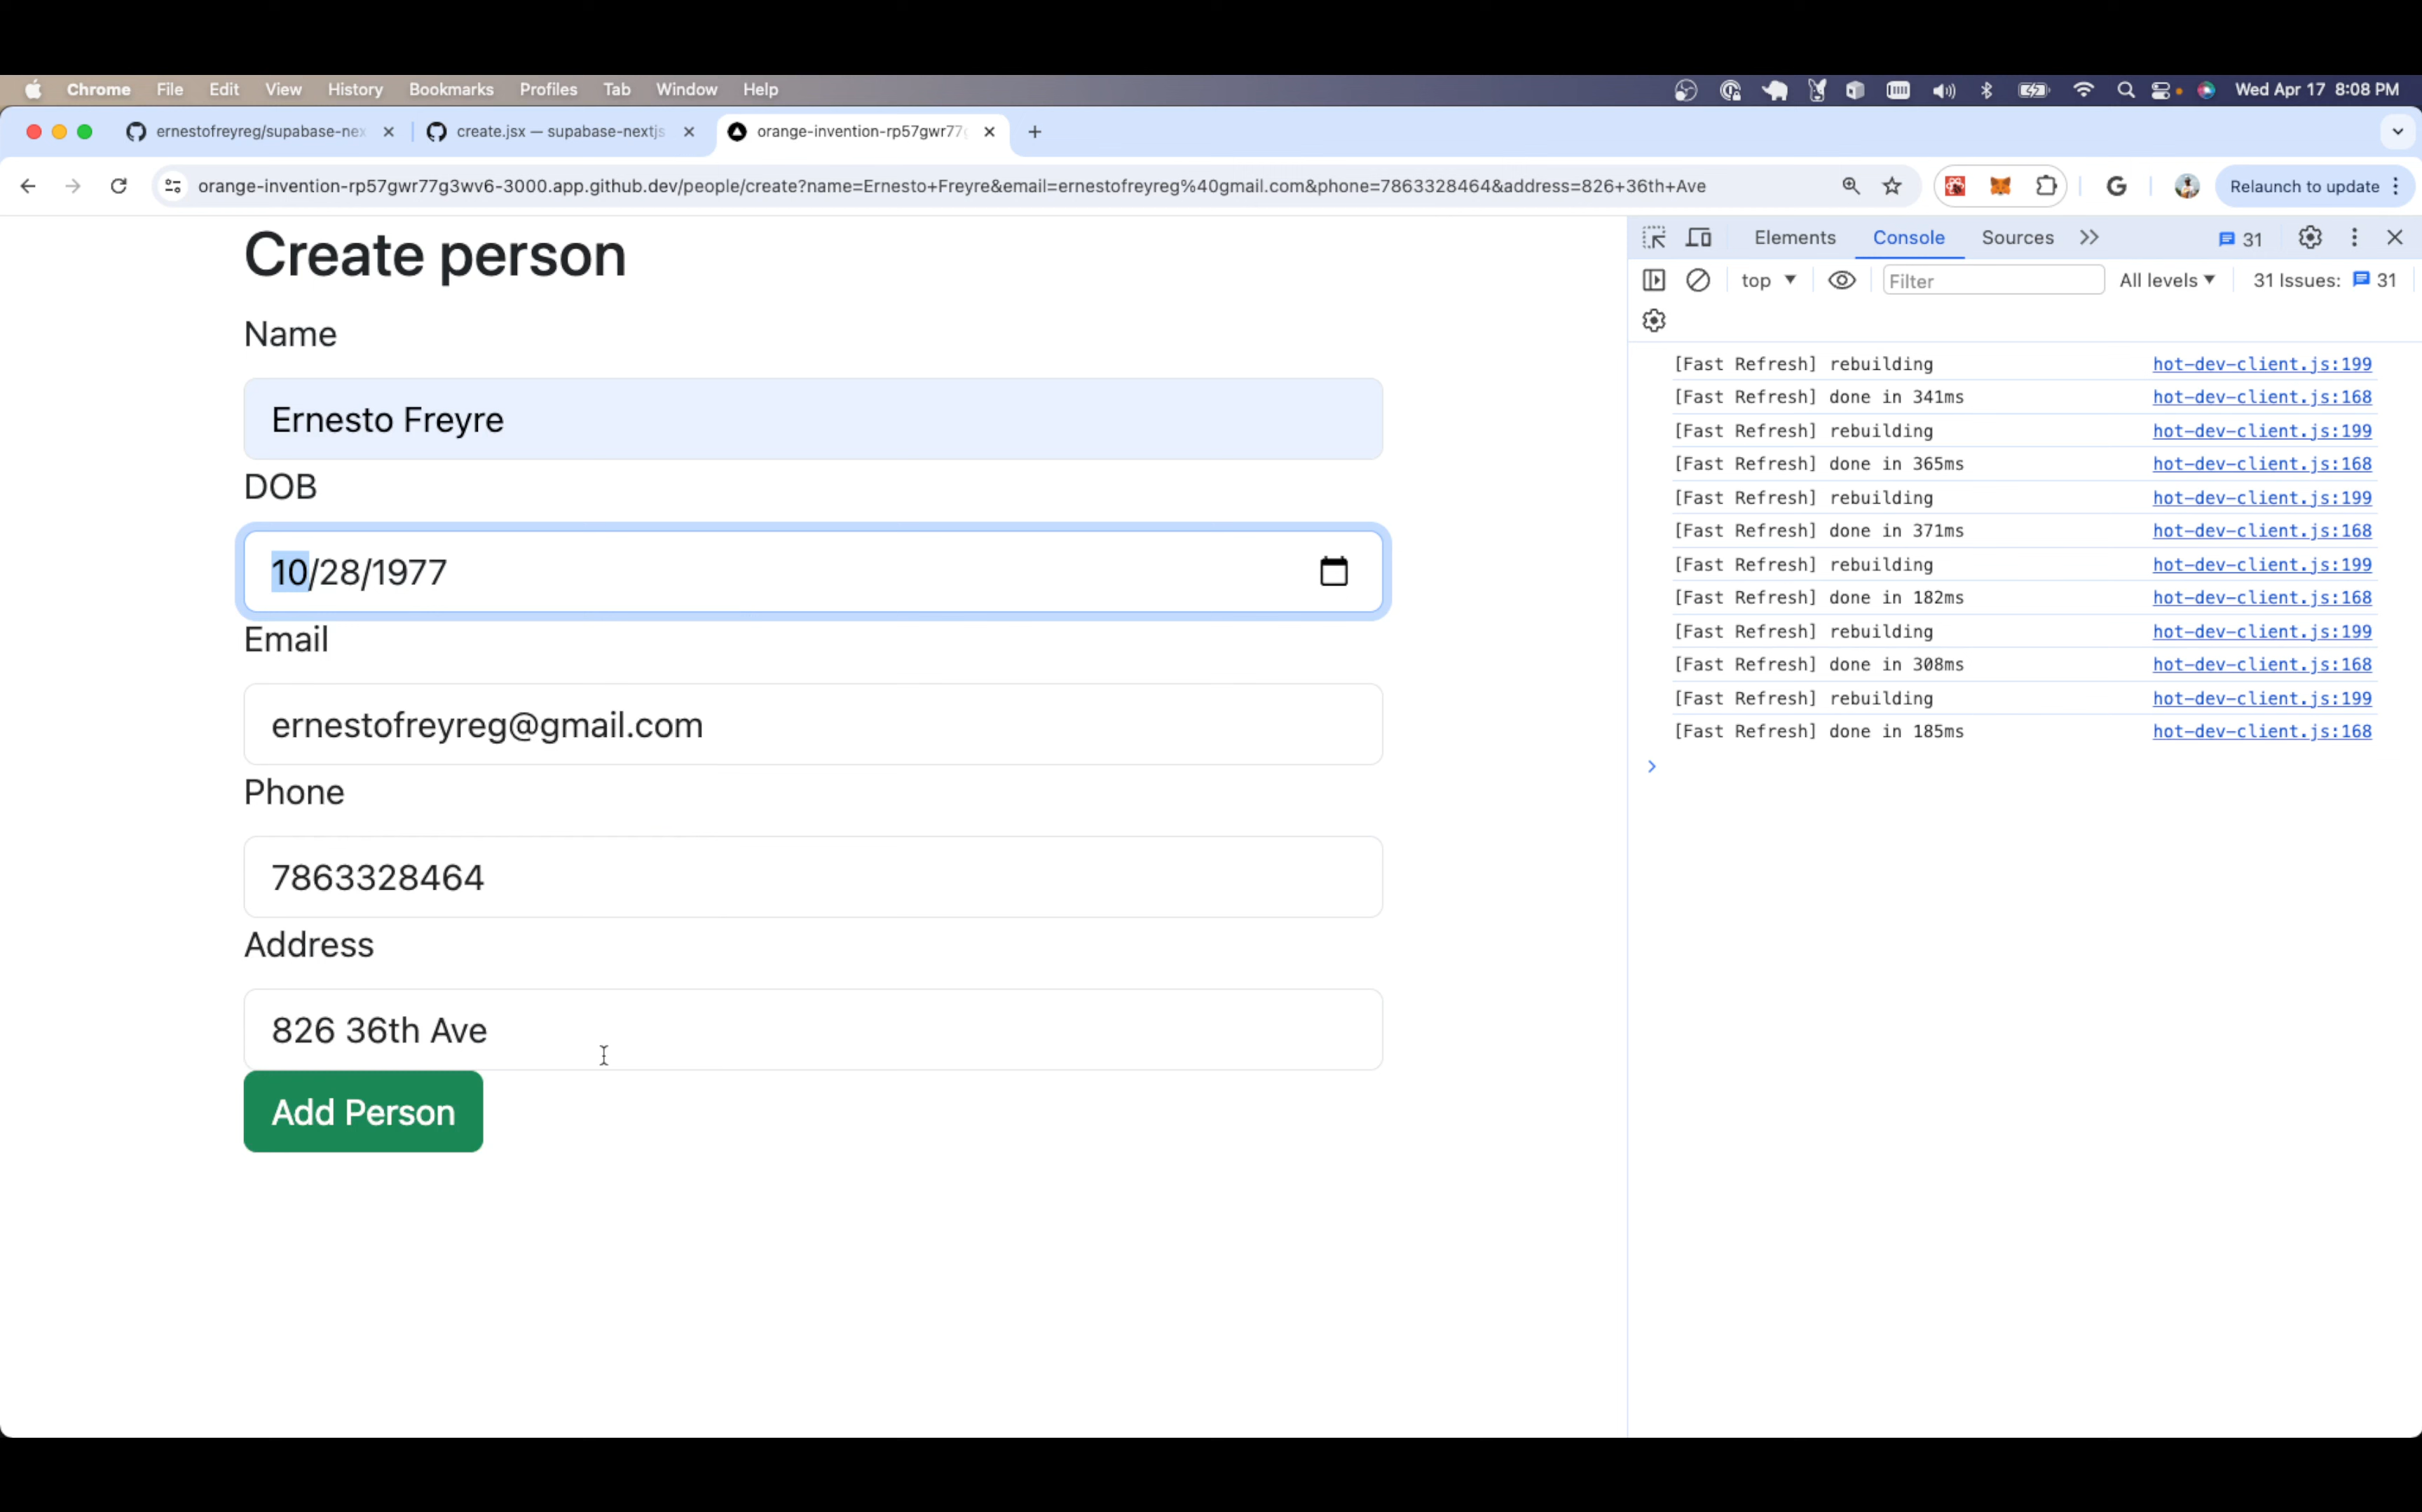 Chrome File Edit View History Bookmarks Profiles Tab Window Help Wed Apr 17 8:08 PM
ernestofreyreg/supabase-nex create.jsx — supabase-nextjs orange-invention-rp57gwr77g
orange-invention-rp57gwr77g3wv6-3000.app.github.dev/people/create?name=Ernesto+Freyre&email=ernestofreyreg%40gmail.com&phone=7863328464&address=826+36th+Ave G Relaunch to update
Create person
Name
Ernesto Freyre
DOB
10/28/1977
Email
ernestofreyreg@gmail.com
Phone
7863328464
Address
826 36th Ave
Add Person
Elements Console Sources 31
top Filter All levels 31 Issues: 31
[Fast Refresh] rebuilding hot-dev-client.js:199
[Fast Refresh] done in 341ms hot-dev-client.js:168
[Fast Refresh] rebuilding hot-dev-client.js:199
[Fast Refresh] done in 365ms hot-dev-client.js:168
[Fast Refresh] rebuilding hot-dev-client.js:199
[Fast Refresh] done in 371ms hot-dev-client.js:168
[Fast Refresh] rebuilding hot-dev-client.js:199
[Fast Refresh] done in 182ms hot-dev-client.js:168
[Fast Refresh] rebuilding hot-dev-client.js:199
[Fast Refresh] done in 308ms hot-dev-client.js:168
[Fast Refresh] rebuilding hot-dev-client.js:199
[Fast Refresh] done in 185ms hot-dev-client.js:168